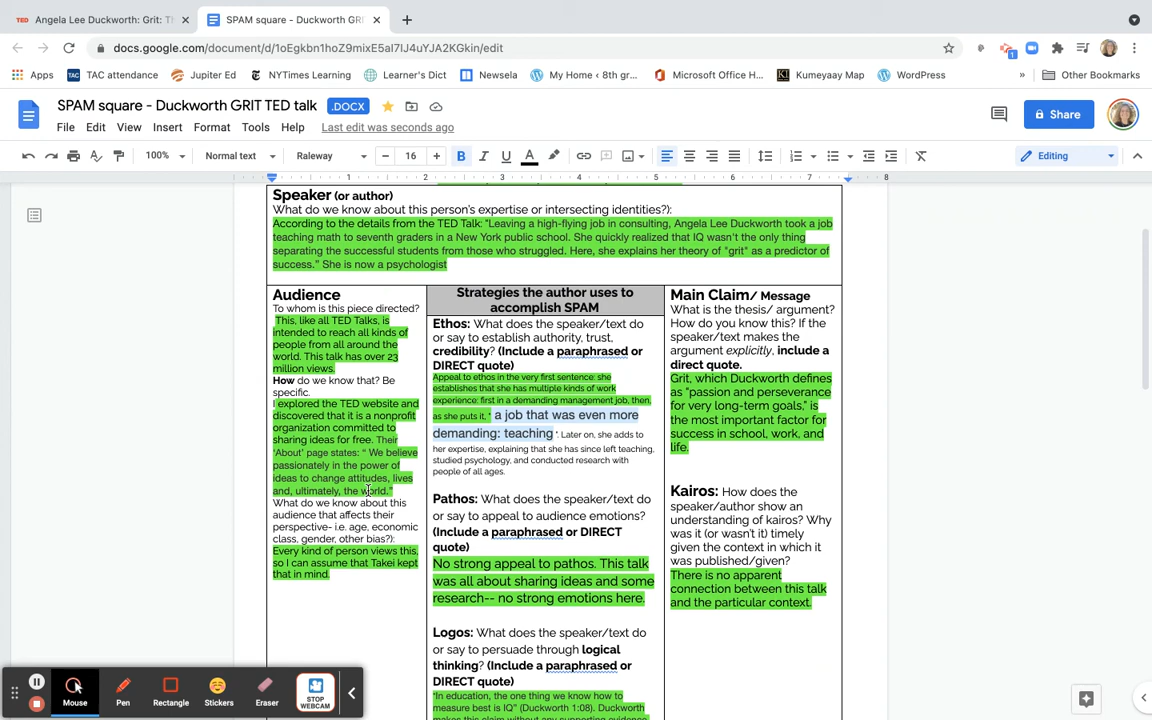 TED Angela Lee Duckworth: Grit: Th
SPAM square - Duckworth GRI
docs.google.com/document/d/1oEgkbn1hoZ9mixE5al7IJ4uYJA2KGkin/edit
Apps
TAC attendance
Jupiter Ed
NYTimes Learning
Learner's Dict
Newsela
My Home ‹ 8th gr...
Microsoft Office H...
Kumeyaay Map
WordPress
»
Other Bookmarks
SPAM square - Duckworth GRIT TED talk
.DOCX
Share
File Edit View Insert Format Tools Help Last edit was seconds ago
100% Normal text Raleway 16 B I U A Editing
1 2 3 4 5 6 7 8
Speaker (or author)
What do we know about this person's expertise or intersecting identities?):
According to the details from the TED Talk: "Leaving a high-flying job in consulting, Angela Lee Duckworth took a job
teaching math to seventh graders in a New York public school. She quickly realized that IQ wasn't the only thing
separating the successful students from those who struggled. Here, she explains her theory of "grit" as a predictor of
success." She is now a psychologist
Audience
To whom is this piece directed?
This, like all TED Talks, is
intended to reach all kinds of
people from all around the
world. This talk has over 23
million views.
How do we know that? Be
specific.
I explored the TED website and
discovered that it is a nonprofit
organization committed to
sharing ideas for free. Their
'About' page states: " We believe
passionately in the power of
ideas to change attitudes, lives
and, ultimately, the world."
What do we know about this
audience that affects their
perspective- i.e. age, economic
class, gender, other bias?):
Every kind of person views this,
so I can assume that Takei kept
that in mind.
Strategies the author uses to
accomplish SPAM
Ethos: What does the speaker/text do
or say to establish authority, trust,
credibility? (Include a paraphrased or
DIRECT quote)
Appeal to ethos in the very first sentence: she
establishes that she has multiple kinds of work
experience: first in a demanding management job, then,
as she puts it, " a job that was even more
demanding: teaching ". Later on, she adds to
her expertise, explaining that she has since left teaching,
studied psychology, and conducted research with
people of all ages.
Pathos: What does the speaker/text do
or say to appeal to audience emotions?
(Include a paraphrased or DIRECT
quote)
No strong appeal to pathos. This talk
was all about sharing ideas and some
research-- no strong emotions here.
Logos: What does the speaker/text do
or say to persuade through logical
thinking? (Include a paraphrased or
DIRECT quote)
"In education, the one thing we know how to
measure best is IQ" (Duckworth 1:08). Duckworth
makes this claim without any supporting evidence
Main Claim/ Message
What is the thesis/ argument?
How do you know this? If the
speaker/text makes the
argument explicitly, include a
direct quote.
Grit, which Duckworth defines
as "passion and perseverance
for very long-term goals," is
the most important factor for
success in school, work, and
life.
Kairos: How does the
speaker/author show an
understanding of kairos? Why
was it (or wasn't it) timely
given the context in which it
was published/given?
There is no apparent
connection between this talk
and the particular context.
Mouse
Pen
Rectangle
Stickers
Eraser
STOP
WEBCAM